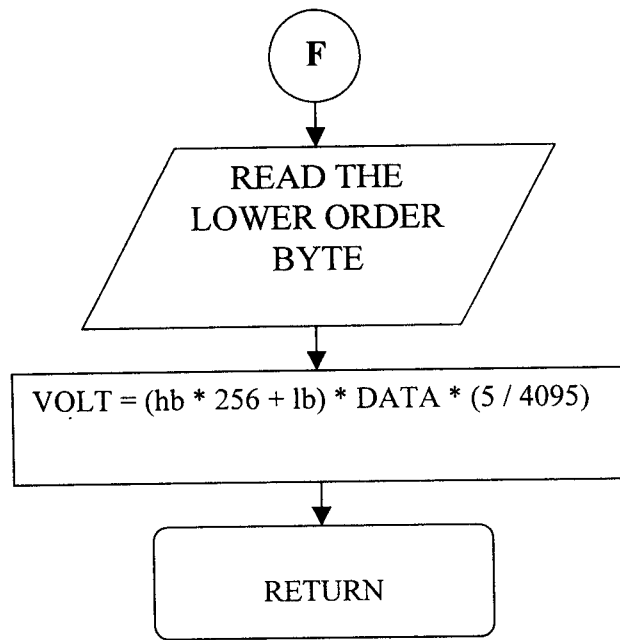 F
READ THE
LOWER ORDER
BYTE
VOLT = (hb * 256 + lb) * DATA * (5 / 4095)
RETURN